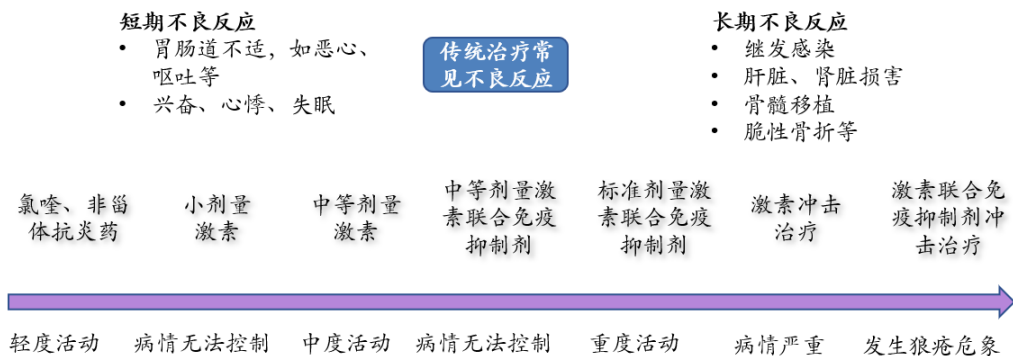 短期不良反应
• 胃肠道不适，如恶心、
呕吐等
• 兴奋、心悸、失眠
传统治疗常
见不良反应
长期不良反应
• 继发感染
• 肝脏、肾脏损害
• 骨髓移植
• 脆性骨折等
氯喹、非甾
体抗炎药
小剂量
激素
中等剂量
激素
中等剂量激
素联合免疫
抑制剂
标准剂量激
素联合免疫
抑制剂
激素冲击
治疗
激素联合免
疫抑制剂冲
击治疗
轻度活动
病情无法控制
中度活动
病情无法控制
重度活动
病情严重
发生狼疮危象